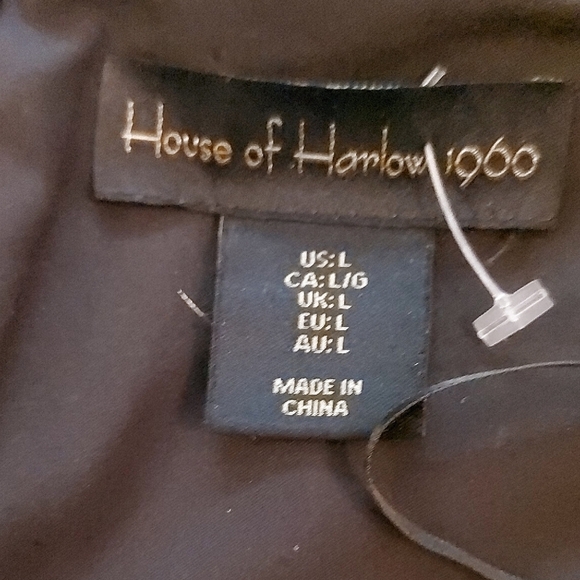 House of Harlow 1960
US: L
CA: L/G
UK: L
EU: L
AU: L
MADE IN
CHINA